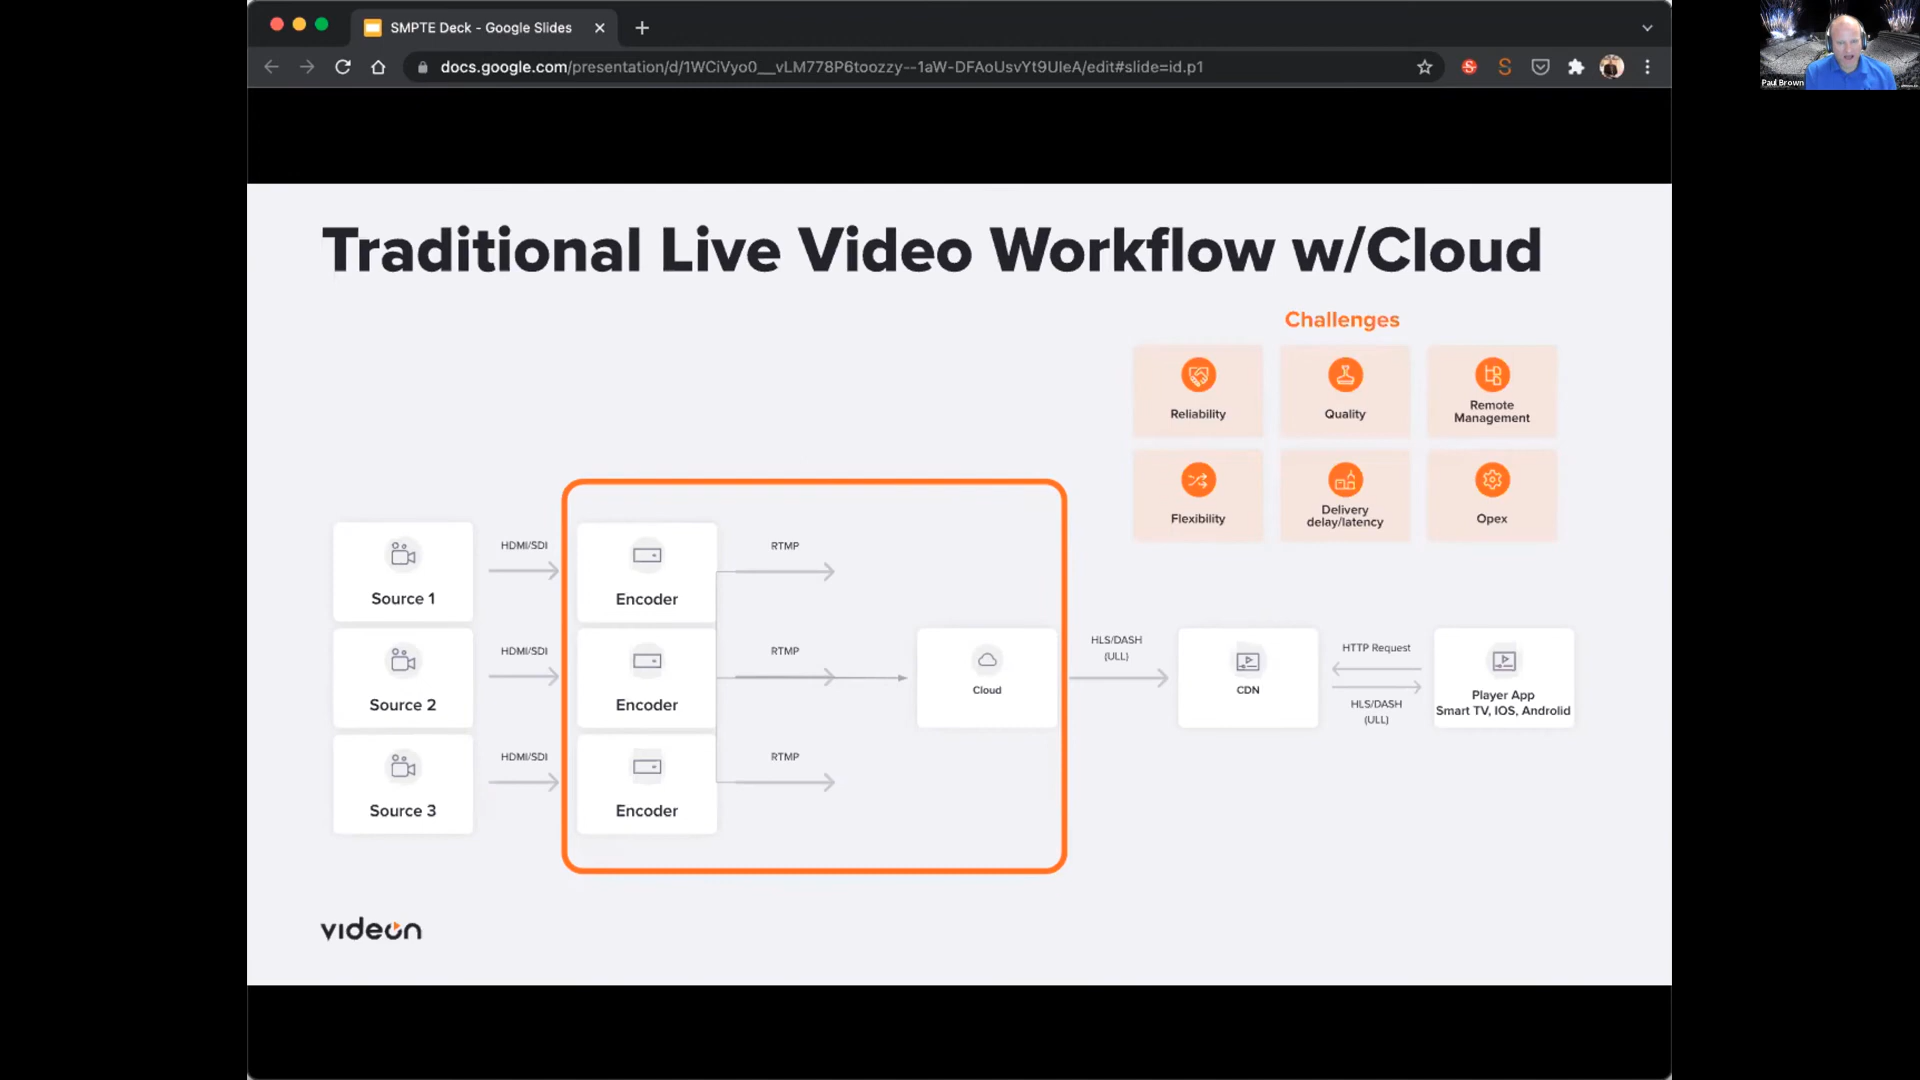 SMPTE Deck - Google Slides
docs.google.com/presentation/d/1WCiVyo0__vLM778P6toozzy--1aW-DFAoUsvYt9UIeA/edit#slide=id.p1
Paul Brown
Traditional Live Video Workflow w/Cloud
Challenges
Reliability
Quality
Remote
Management
Flexibility
Delivery
delay/latency
Opex
Source 1
HDMI/SDI
Encoder
RTMP
Source 2
HDMI/SDI
Encoder
RTMP
Cloud
HLS/DASH
(ULL)
CDN
HTTP Request
HLS/DASH
(ULL)
Player App
Smart TV, IOS, Androlid
Source 3
HDMI/SDI
Encoder
RTMP
videon